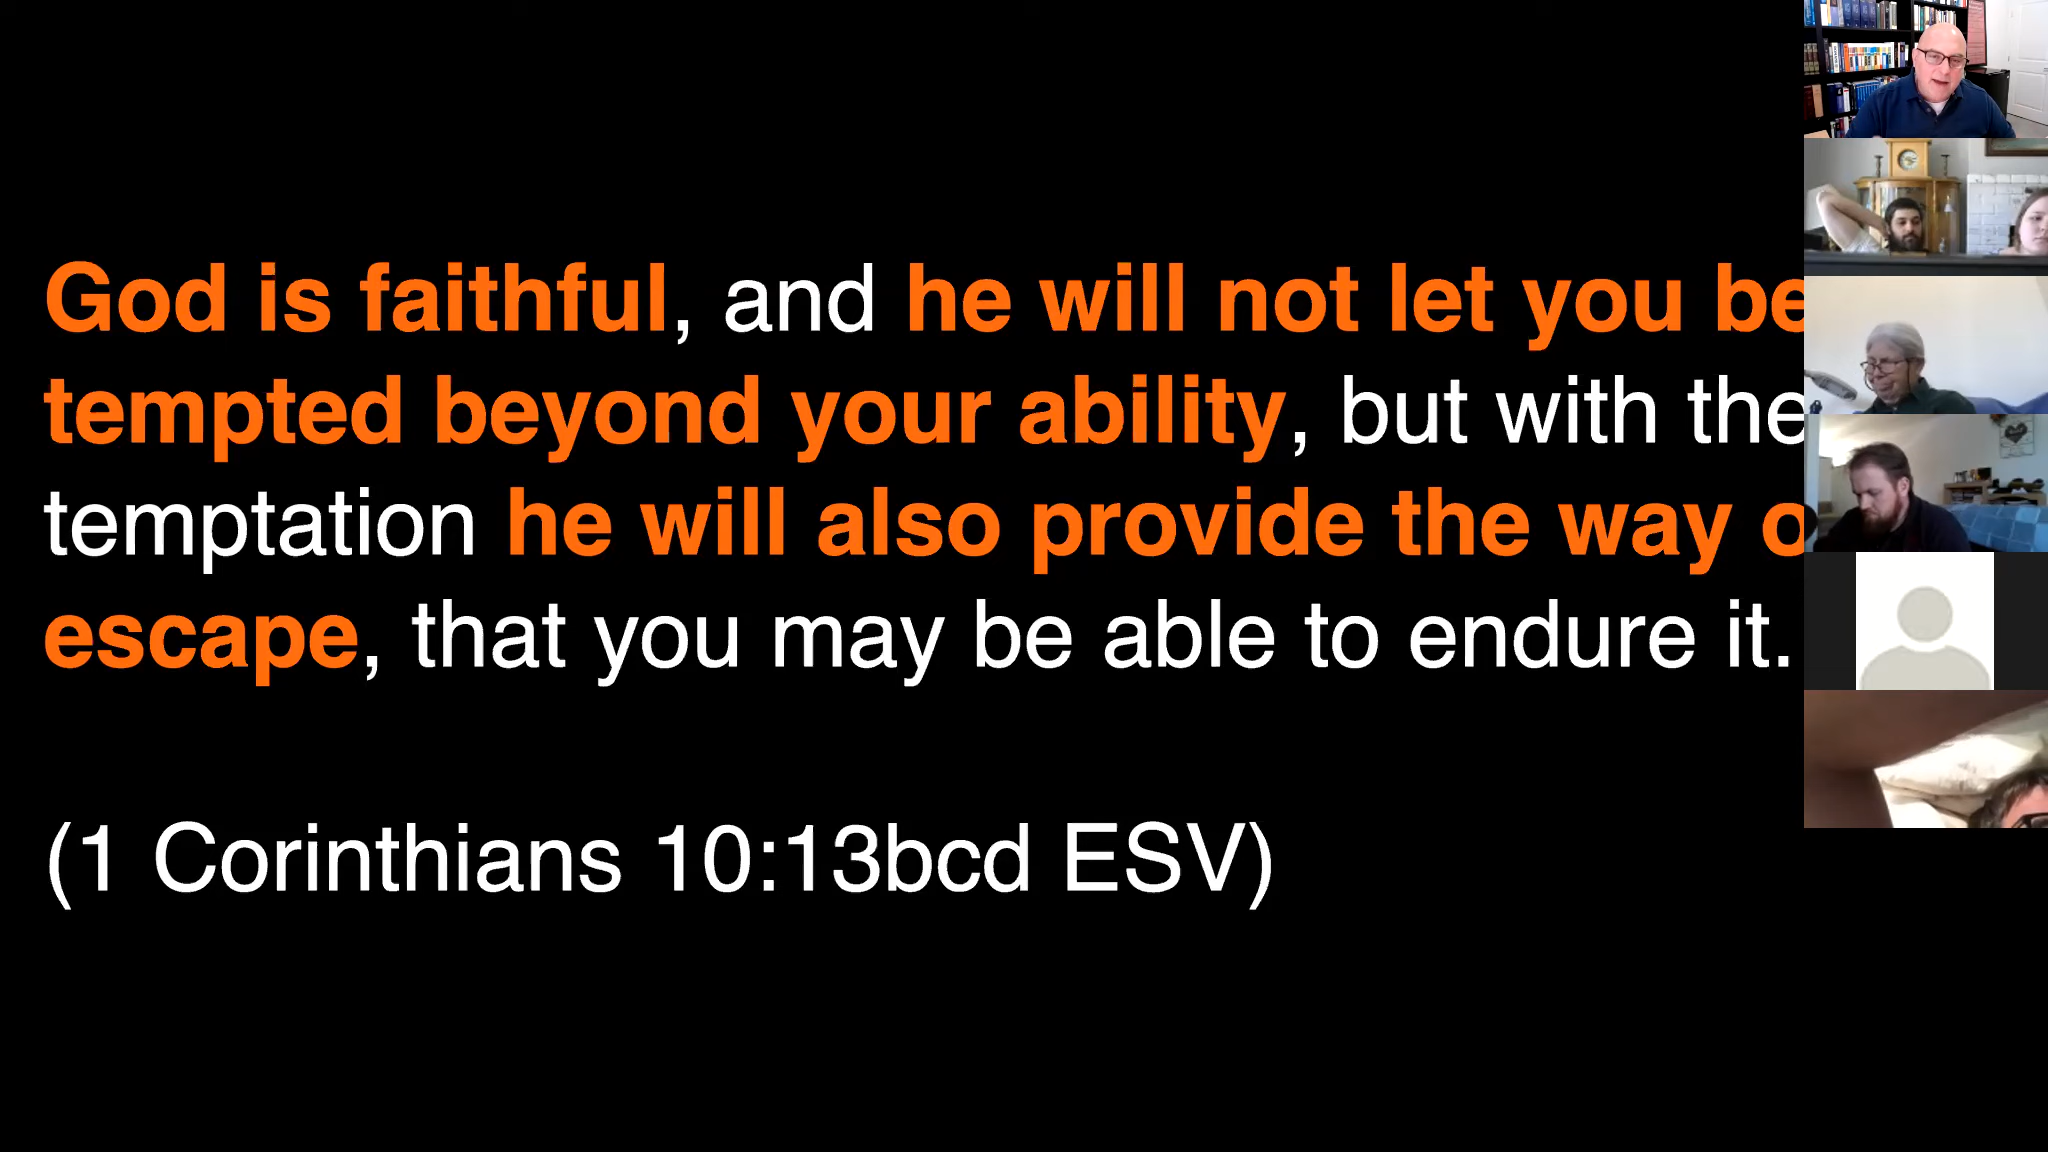 God is faithful, and he will not let you be
tempted beyond your ability, but with the
temptation he will also provide the way o
escape, that you may be able to endure it.
(1 Corinthians 10:13bcd ESV)